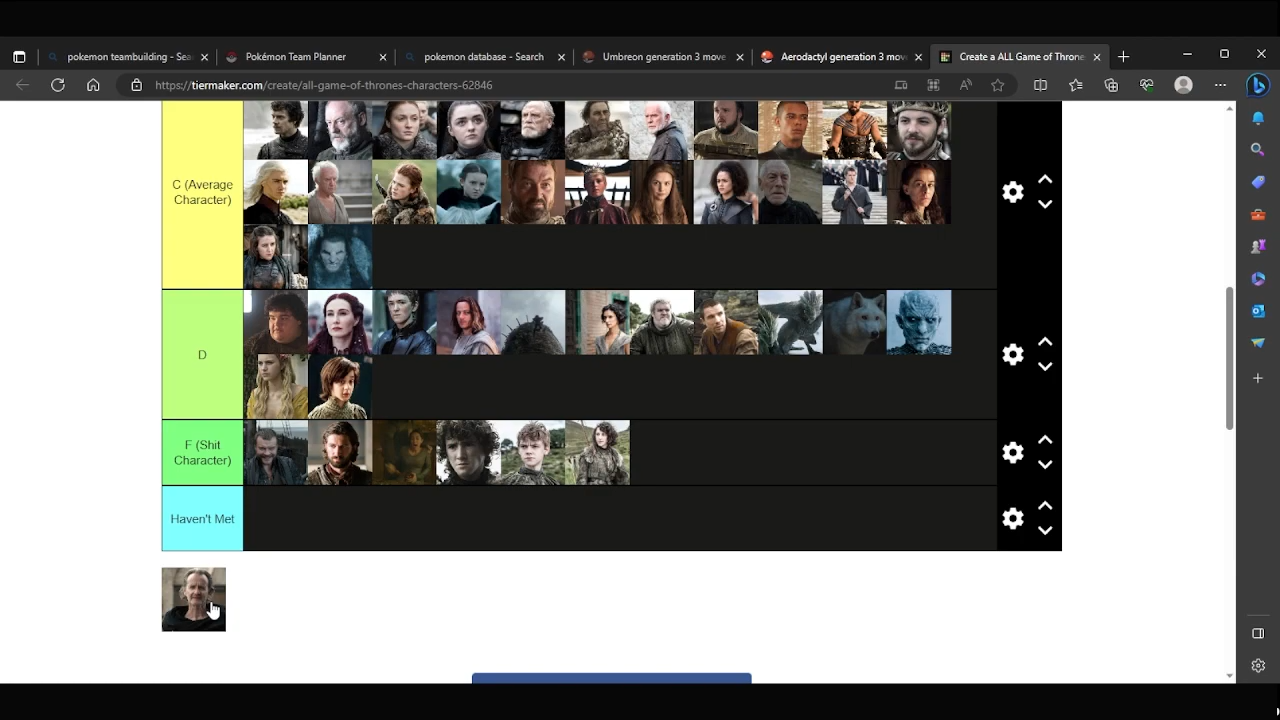 pokemon teambuilding - Sea
Pokémon Team Planner
pokemon database - Search
Umbreon generation 3 move
Aerodactyl generation 3 mov
Create a ALL Game of Throne
https://tiermaker.com/create/all-game-of-thrones-characters-62846
C (Average
Character)
D
F (Shit
Character)
Haven't Met